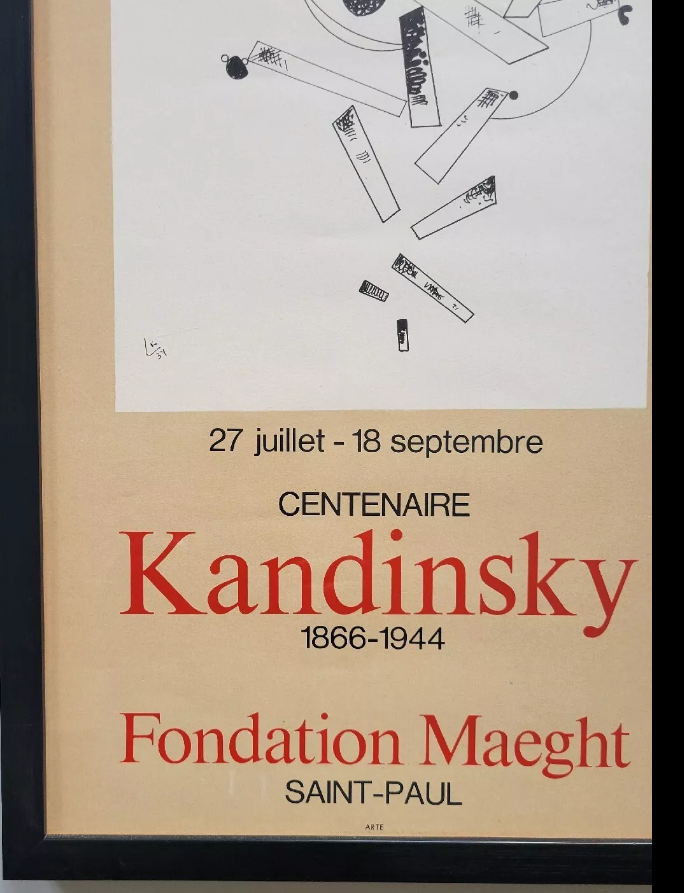 27 juillet - 18 septembre
CENTENAIRE
Kandinsky
1866-1944
Fondation Maeght
SAINT-PAUL
ARTE